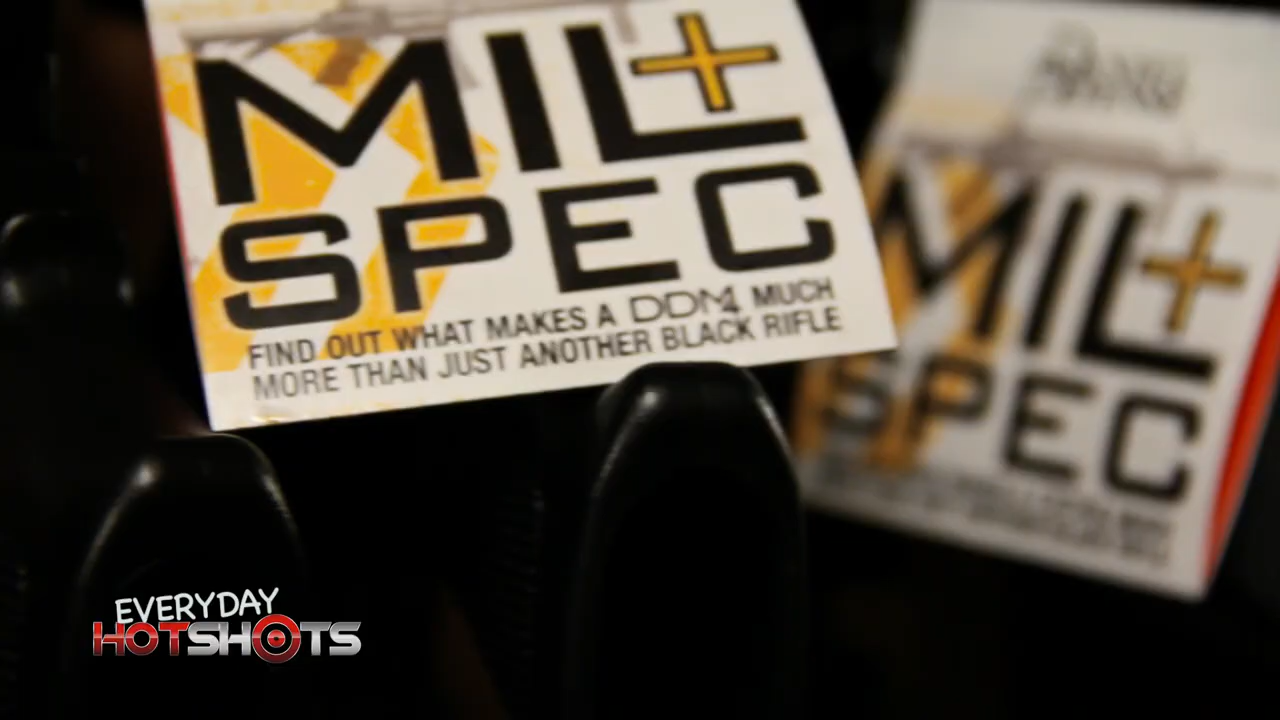 MIL+
SPEC
FIND OUT WHAT MAKES A DDM4 MUCH
MORE THAN JUST ANOTHER BLACK RIFLE
MIL+
SPEC
EVERYDAY
HOTSHOTS